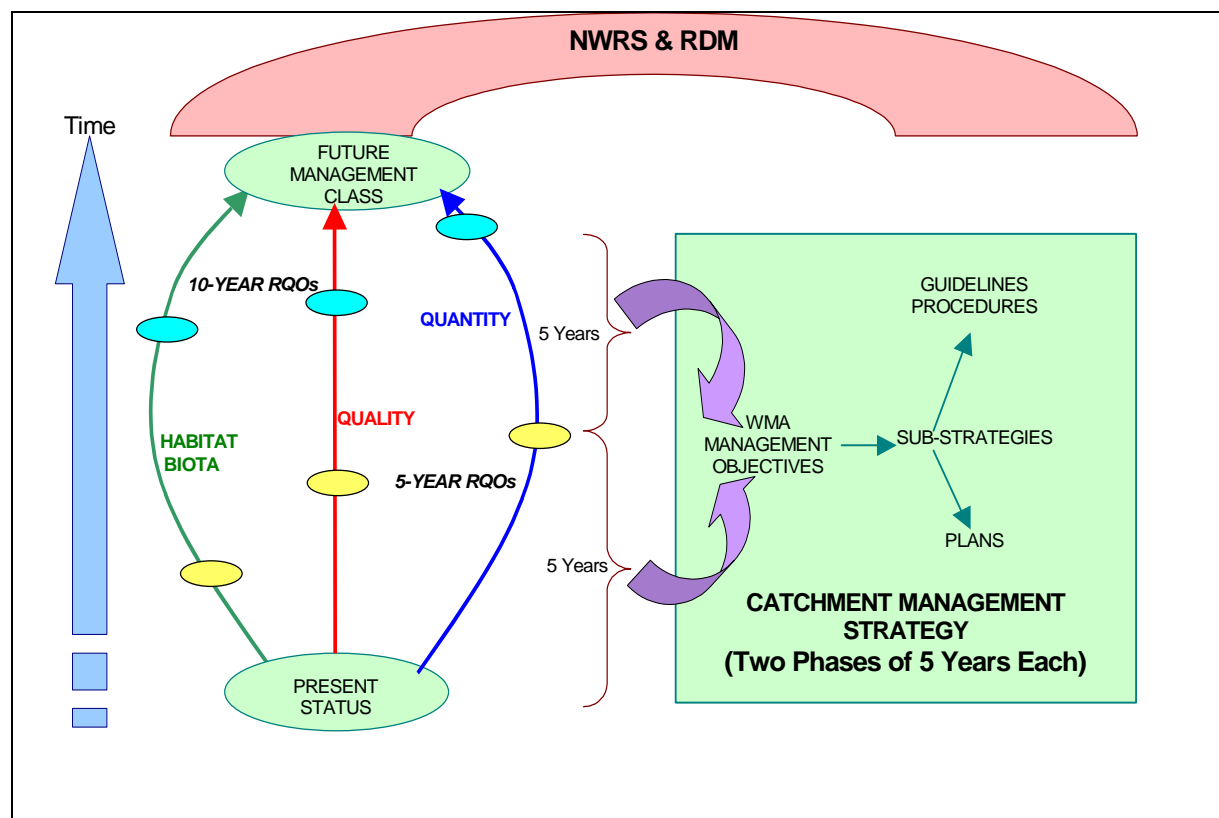 NWRS & RDM
Time
FUTURE
MANAGEMENT
CLASS
10-YEAR RQOs
QUANTITY
5 Years
GUIDELINES
PROCEDURES
QUALITY
HABITAT
BIOTA
WMA
MANAGEMENT
OBJECTIVES
SUB-STRATEGIES
5-YEAR RQOs
PLANS
5 Years
CATCHMENT MANAGEMENT
STRATEGY
(Two Phases of 5 Years Each)
PRESENT
STATUS